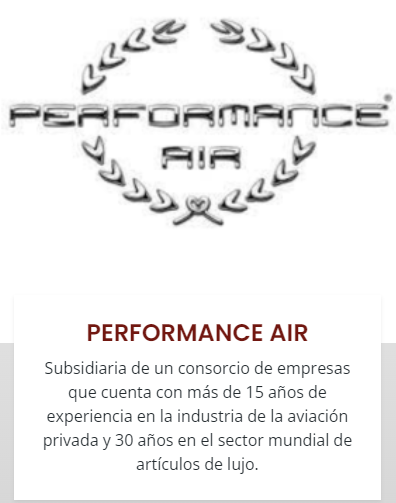 PERFORMANCE®
AIR
PERFORMANCE AIR
Subsidiaria de un consorcio de empresas
que cuenta con más de 15 años de
experiencia en la industria de la aviación
privada y 30 años en el sector mundial de
artículos de lujo.